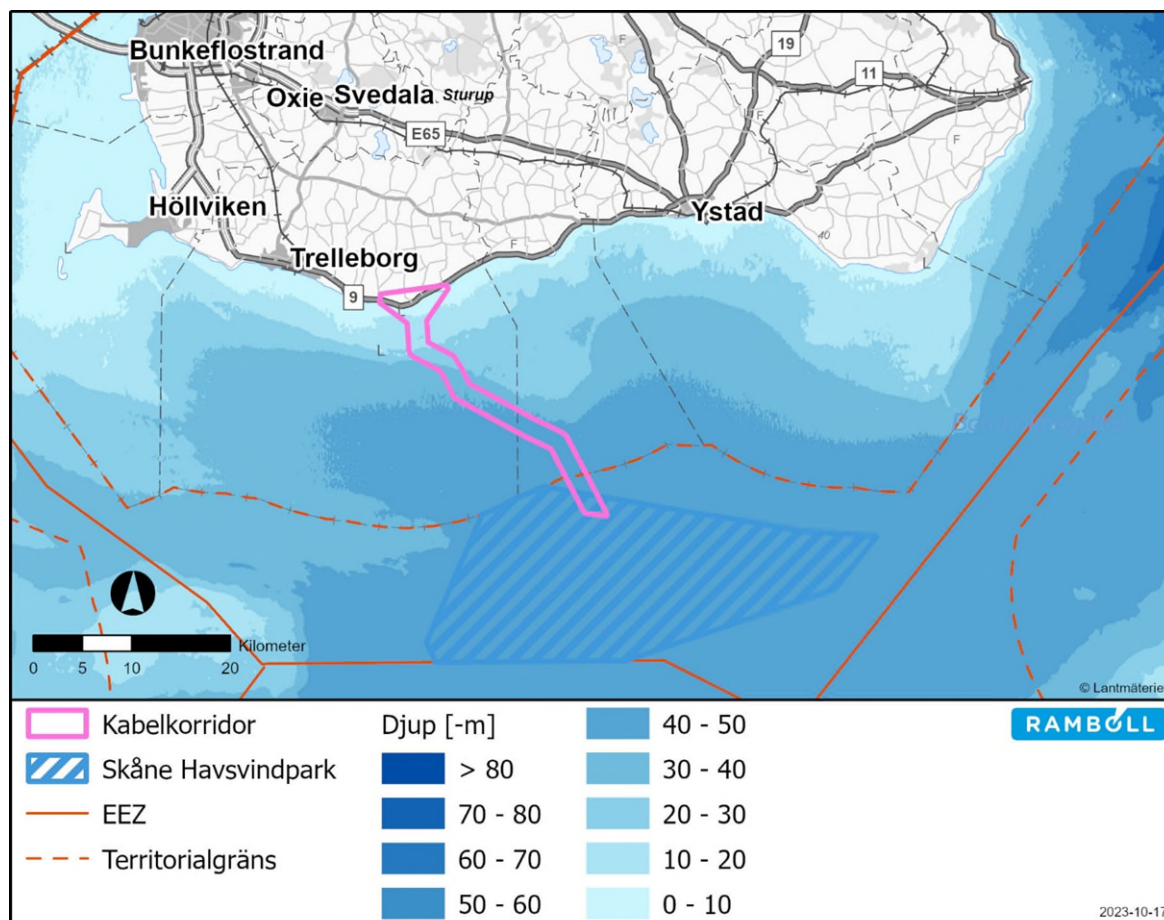 Bunkeflostrand
19
11
Oxie
Svedala
Sturup
F
E65
F
F
Höllviken
Ystad
40
L
L
F
Trelleborg
9
L
L
Kilometer
0 5 10 20
© Lantmäterie
Kabelkorridor
Skåne Havsvindpark
EEZ
Territorialgräns
Djup [-m]
> 80
70 - 80
60 - 70
50 - 60
40 - 50
30 - 40
20 - 30
10 - 20
0 - 10
RAMBOLL
2023-10-17